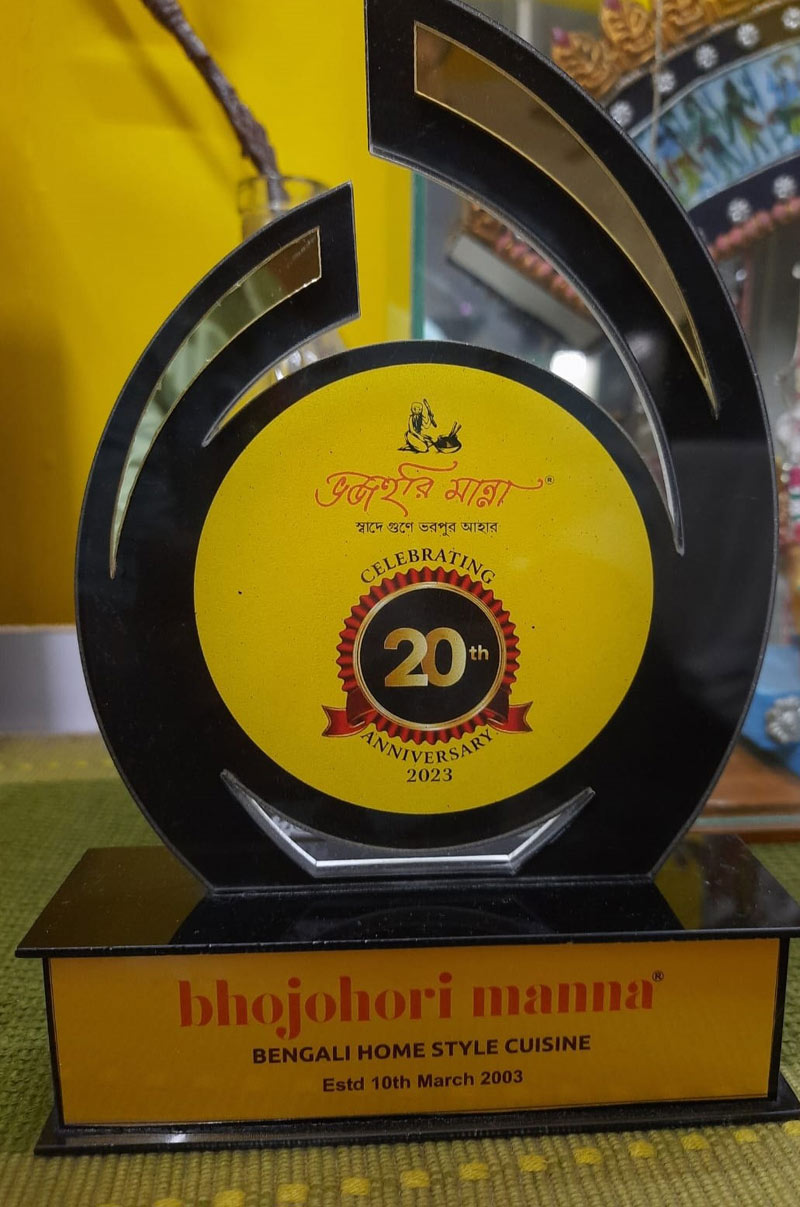 ভজহরি মান্না®
স্বাদে গুণে ভরপুর আহার
CELEBRATING
20th
ANNIVERSARY
2023
bhojohori manna®
BENGALI HOME STYLE CUISINE
Estd 10th March 2003